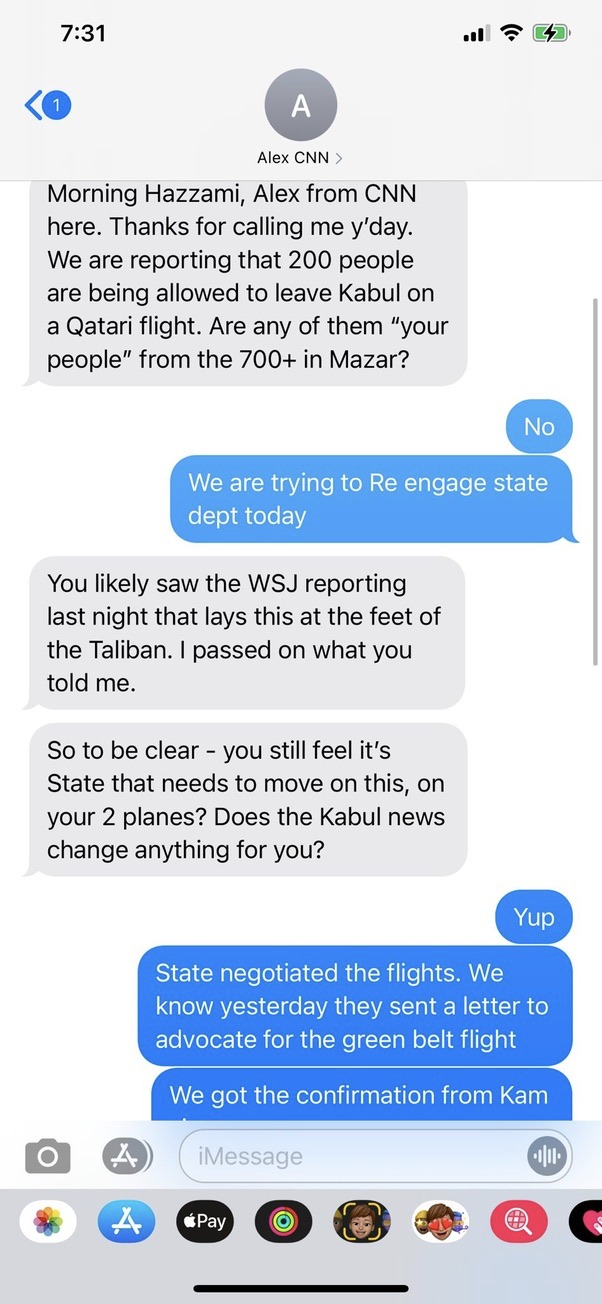 7:31
1
A
Alex CNN
Morning Hazzami, Alex from CNN
here. Thanks for calling me y'day.
We are reporting that 200 people
are being allowed to leave Kabul on
a Qatari flight. Are any of them “your
people” from the 700+ in Mazar?
No
We are trying to Re engage state
dept today
You likely saw the WSJ reporting
last night that lays this at the feet of
the Taliban. I passed on what you
told me.
So to be clear - you still feel it's
State that needs to move on this, on
your 2 planes? Does the Kabul news
change anything for you?
Yup
State negotiated the flights. We
know yesterday they sent a letter to
advocate for the green belt flight
We got the confirmation from Kam
iMessage
Pay